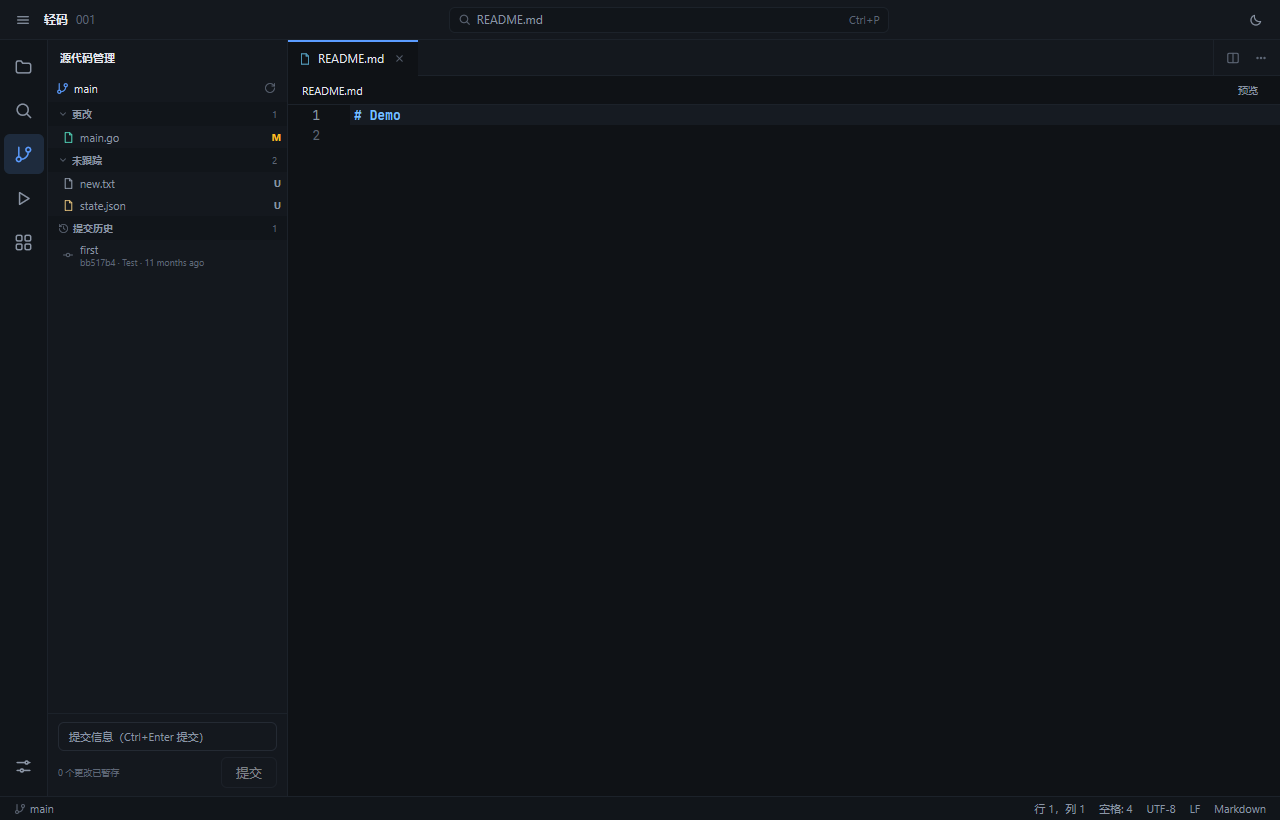 轻码 001
README.md Ctrl+P
源代码管理
main
更改 1
main.go M
未跟踪 2
new.txt U
state.json U
提交历史 1
first
bb517b4 · Test · 11 months ago
提交信息（Ctrl+Enter 提交）
0 个更改已暂存 提交
README.md
README.md 预览
1 # Demo
2
main
行 1，列 1 空格: 4 UTF-8 LF Markdown